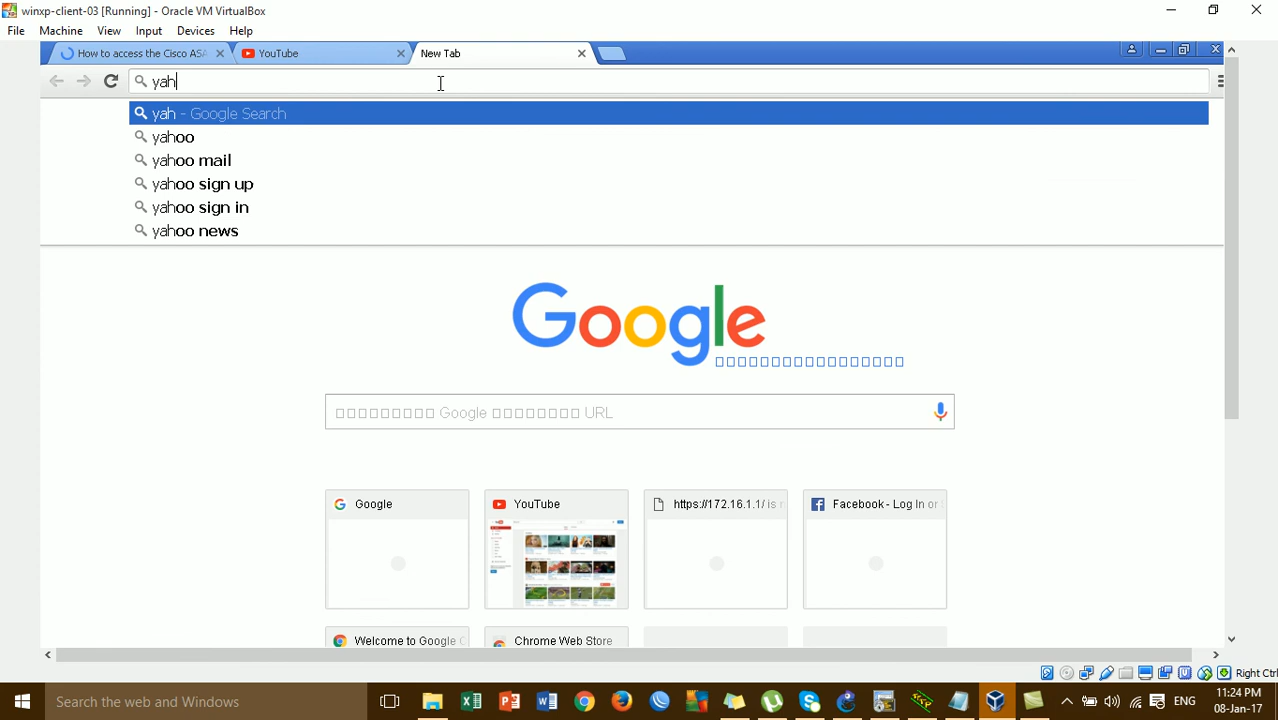 winxp-client-03 [Running] - Oracle VM VirtualBox
File Machine View Input Devices Help
How to access the Cisco ASA
YouTube
New Tab
yah
yah - Google Search
yahoo
yahoo mail
yahoo sign up
yahoo sign in
yahoo news
Google
Google URL
Google
YouTube
https://172.16.1.1/ is
Facebook - Log In or
Welcome to Google
Chrome Web Store
Right Ctrl
Search the web and Windows
ENG
11:24 PM
08-Jan-17